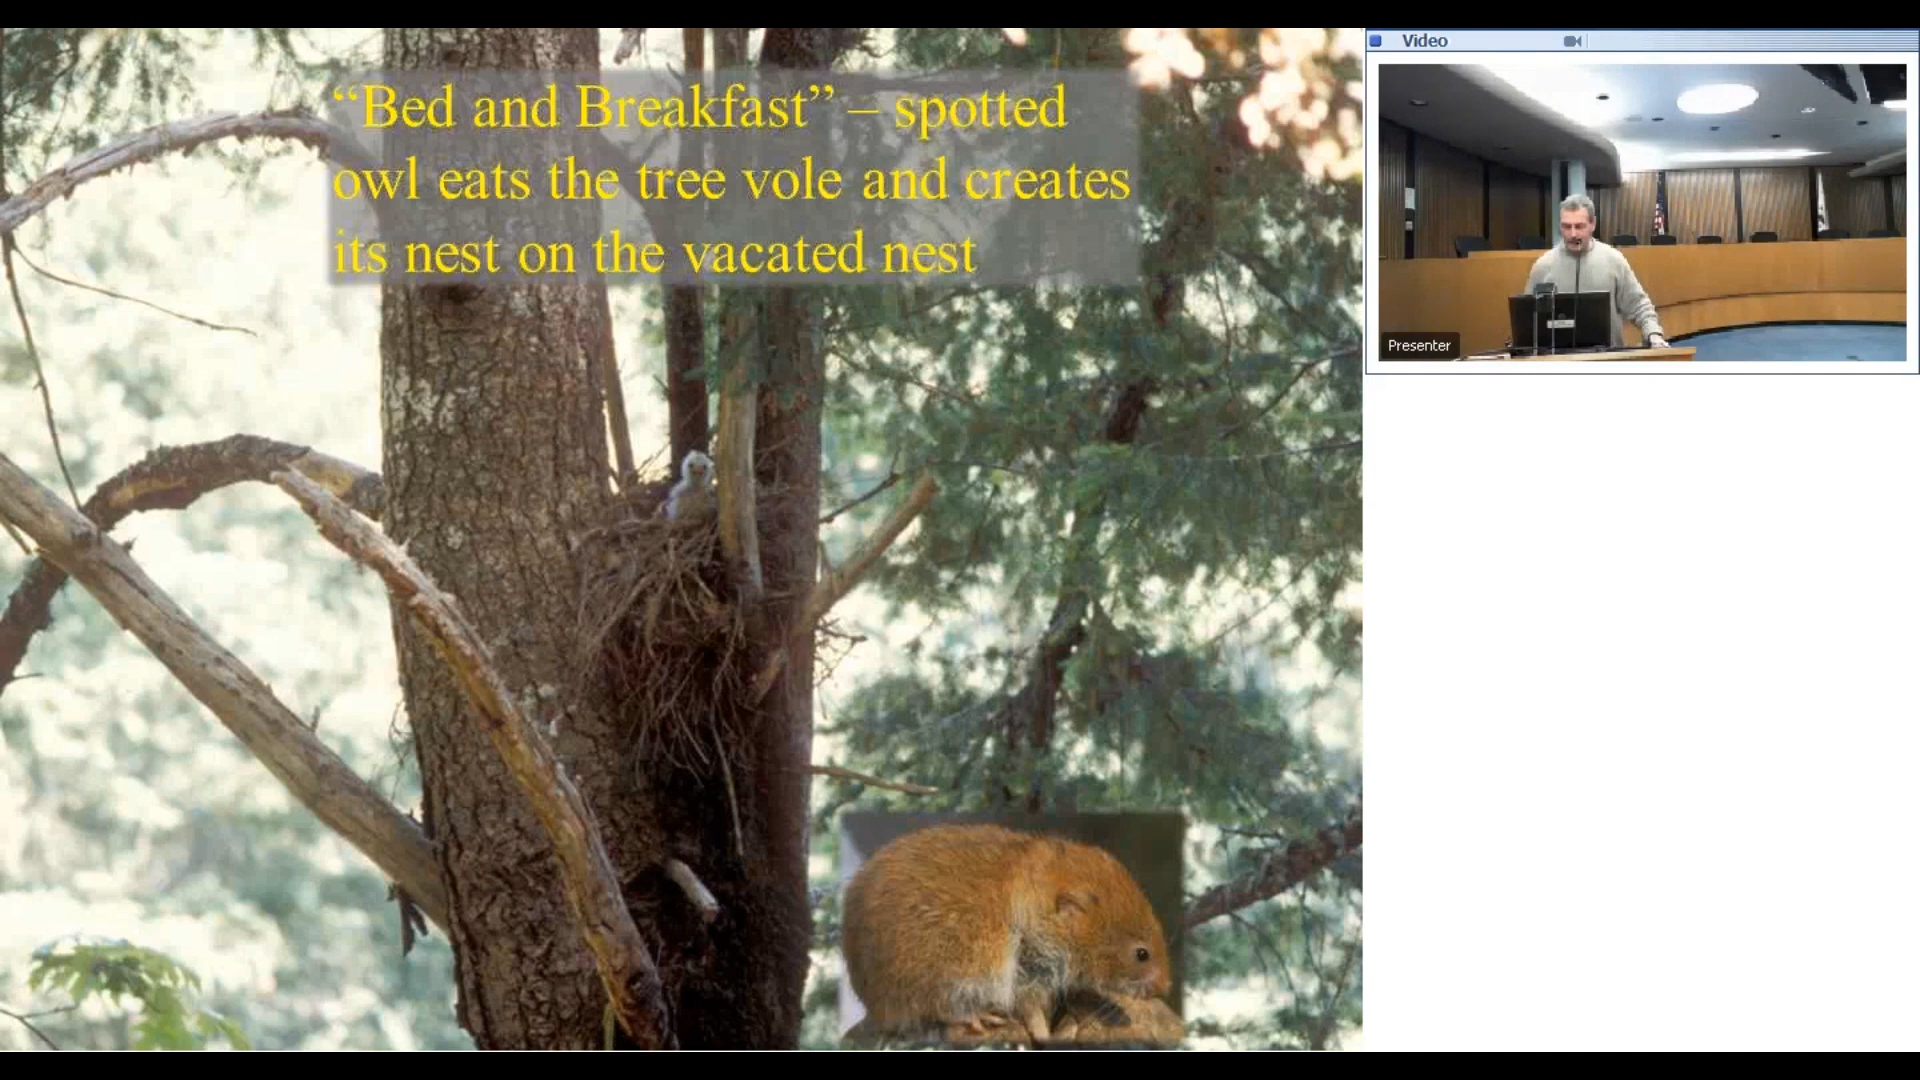 “Bed and Breakfast” – spotted
owl eats the tree vole and creates
its nest on the vacated nest
Video
Presenter